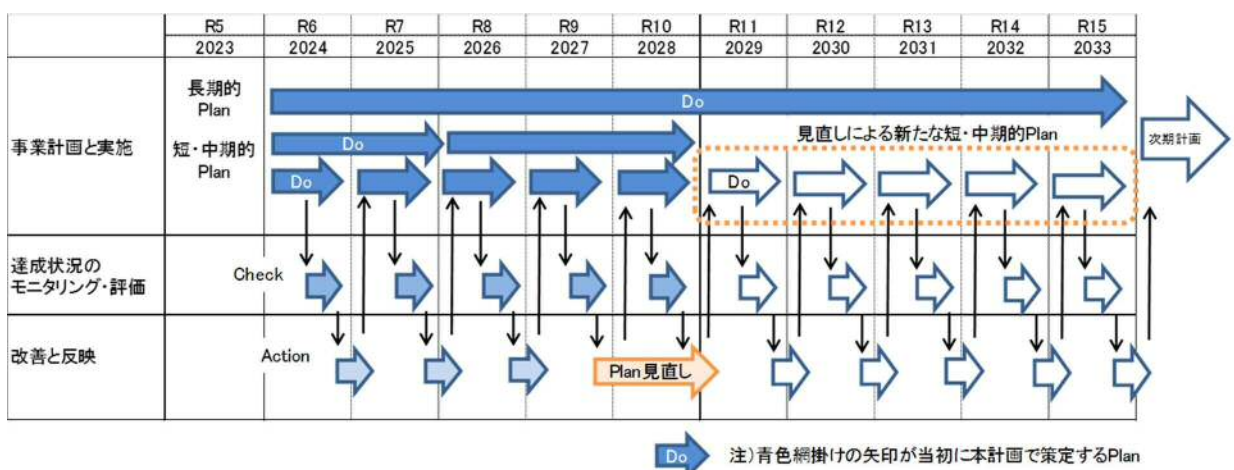 R5 R6 R7 R8 R9 R10 R11 R12 R13 R14 R15
2023 2024 2025 2026 2027 2028 2029 2030 2031 2032 2033
長期的
Plan
Do
事業計画と実施
短・中期的
Plan
Do
見直しによる新たな短・中期的Plan
次期計画
Do
Do
達成状況の
モニタリング・評価
Check
改善と反映
Action
Plan見直し
Do
注)青色網掛けの矢印が当初に本計画で策定するPlan